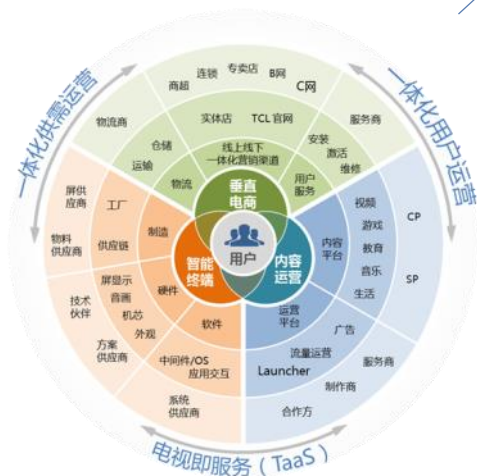 一体化供需运营
一体化用户运营
电视即服务（TaaS）
商超
连锁
专卖店
B网
C网
物流商
服务商
实体店
TCL 官网
仓储
运输
安装
激活
维修
线上线下
一体化营销渠道
物流
用户
服务
垂直
电商
智能
终端
内容
运营
用户
屏供
应商
物料
供应商
工厂
供应链
制造
技术
伙伴
方案
供应商
屏显示
音画
机芯
外观
硬件
软件
中间件/OS
应用交互
系统
供应商
内容
平台
视频
游戏
教育
音乐
生活
CP
SP
运营
平台
广告
流量运营
Launcher
服务商
制作商
合作方